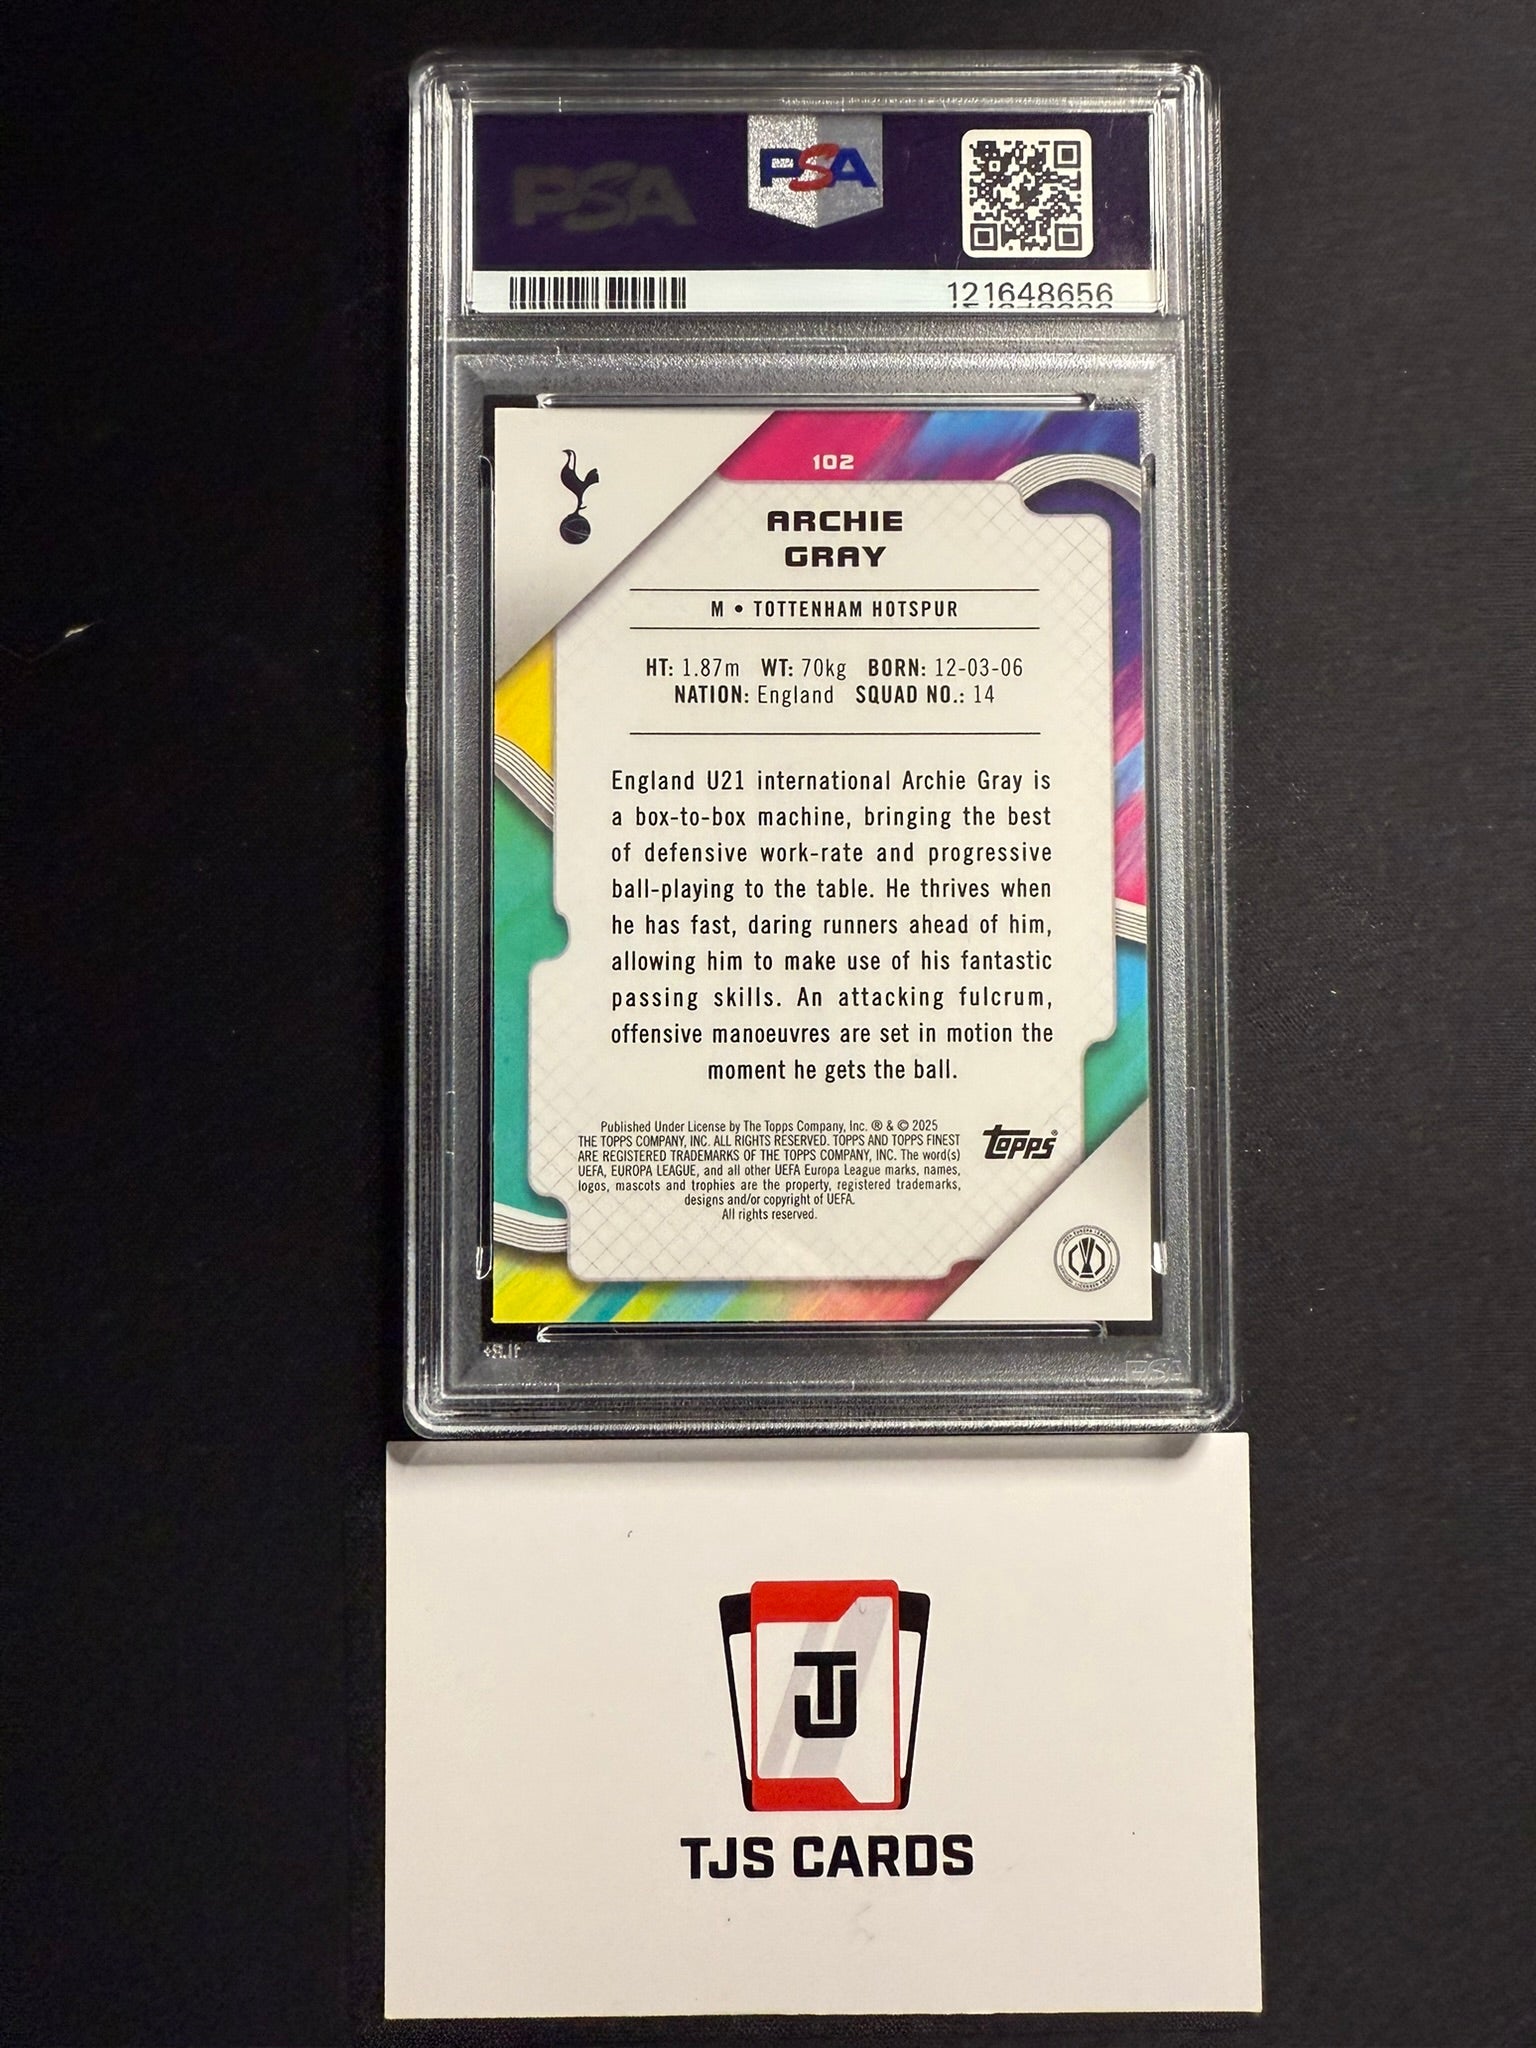 PSA
PSA
121648656
102
ARCHIE
GRAY
M • TOTTENHAM HOTSPUR
HT: 1.87m WT: 70kg BORN: 12-03-06
NATION: England SQUAD NO.: 14
England U21 international Archie Gray is
a box-to-box machine, bringing the best
of defensive work-rate and progressive
ball-playing to the table. He thrives when
he has fast, daring runners ahead of him,
allowing him to make use of his fantastic
passing skills. An attacking fulcrum,
offensive manoeuvres are set in motion the
moment he gets the ball.
Published Under License by The Topps Company, Inc. ® & © 2025
THE TOPPS COMPANY, INC. ALL RIGHTS RESERVED. TOPPS AND TOPPS FINEST
ARE REGISTERED TRADEMARKS OF THE TOPPS COMPANY, INC. The word(s)
UEFA, EUROPA LEAGUE, and all other UEFA Europa League marks, names,
logos, mascots and trophies are the property, registered trademarks,
designs and/or copyright of UEFA.
All rights reserved.
topps®
PSA
TJ
TJS CARDS